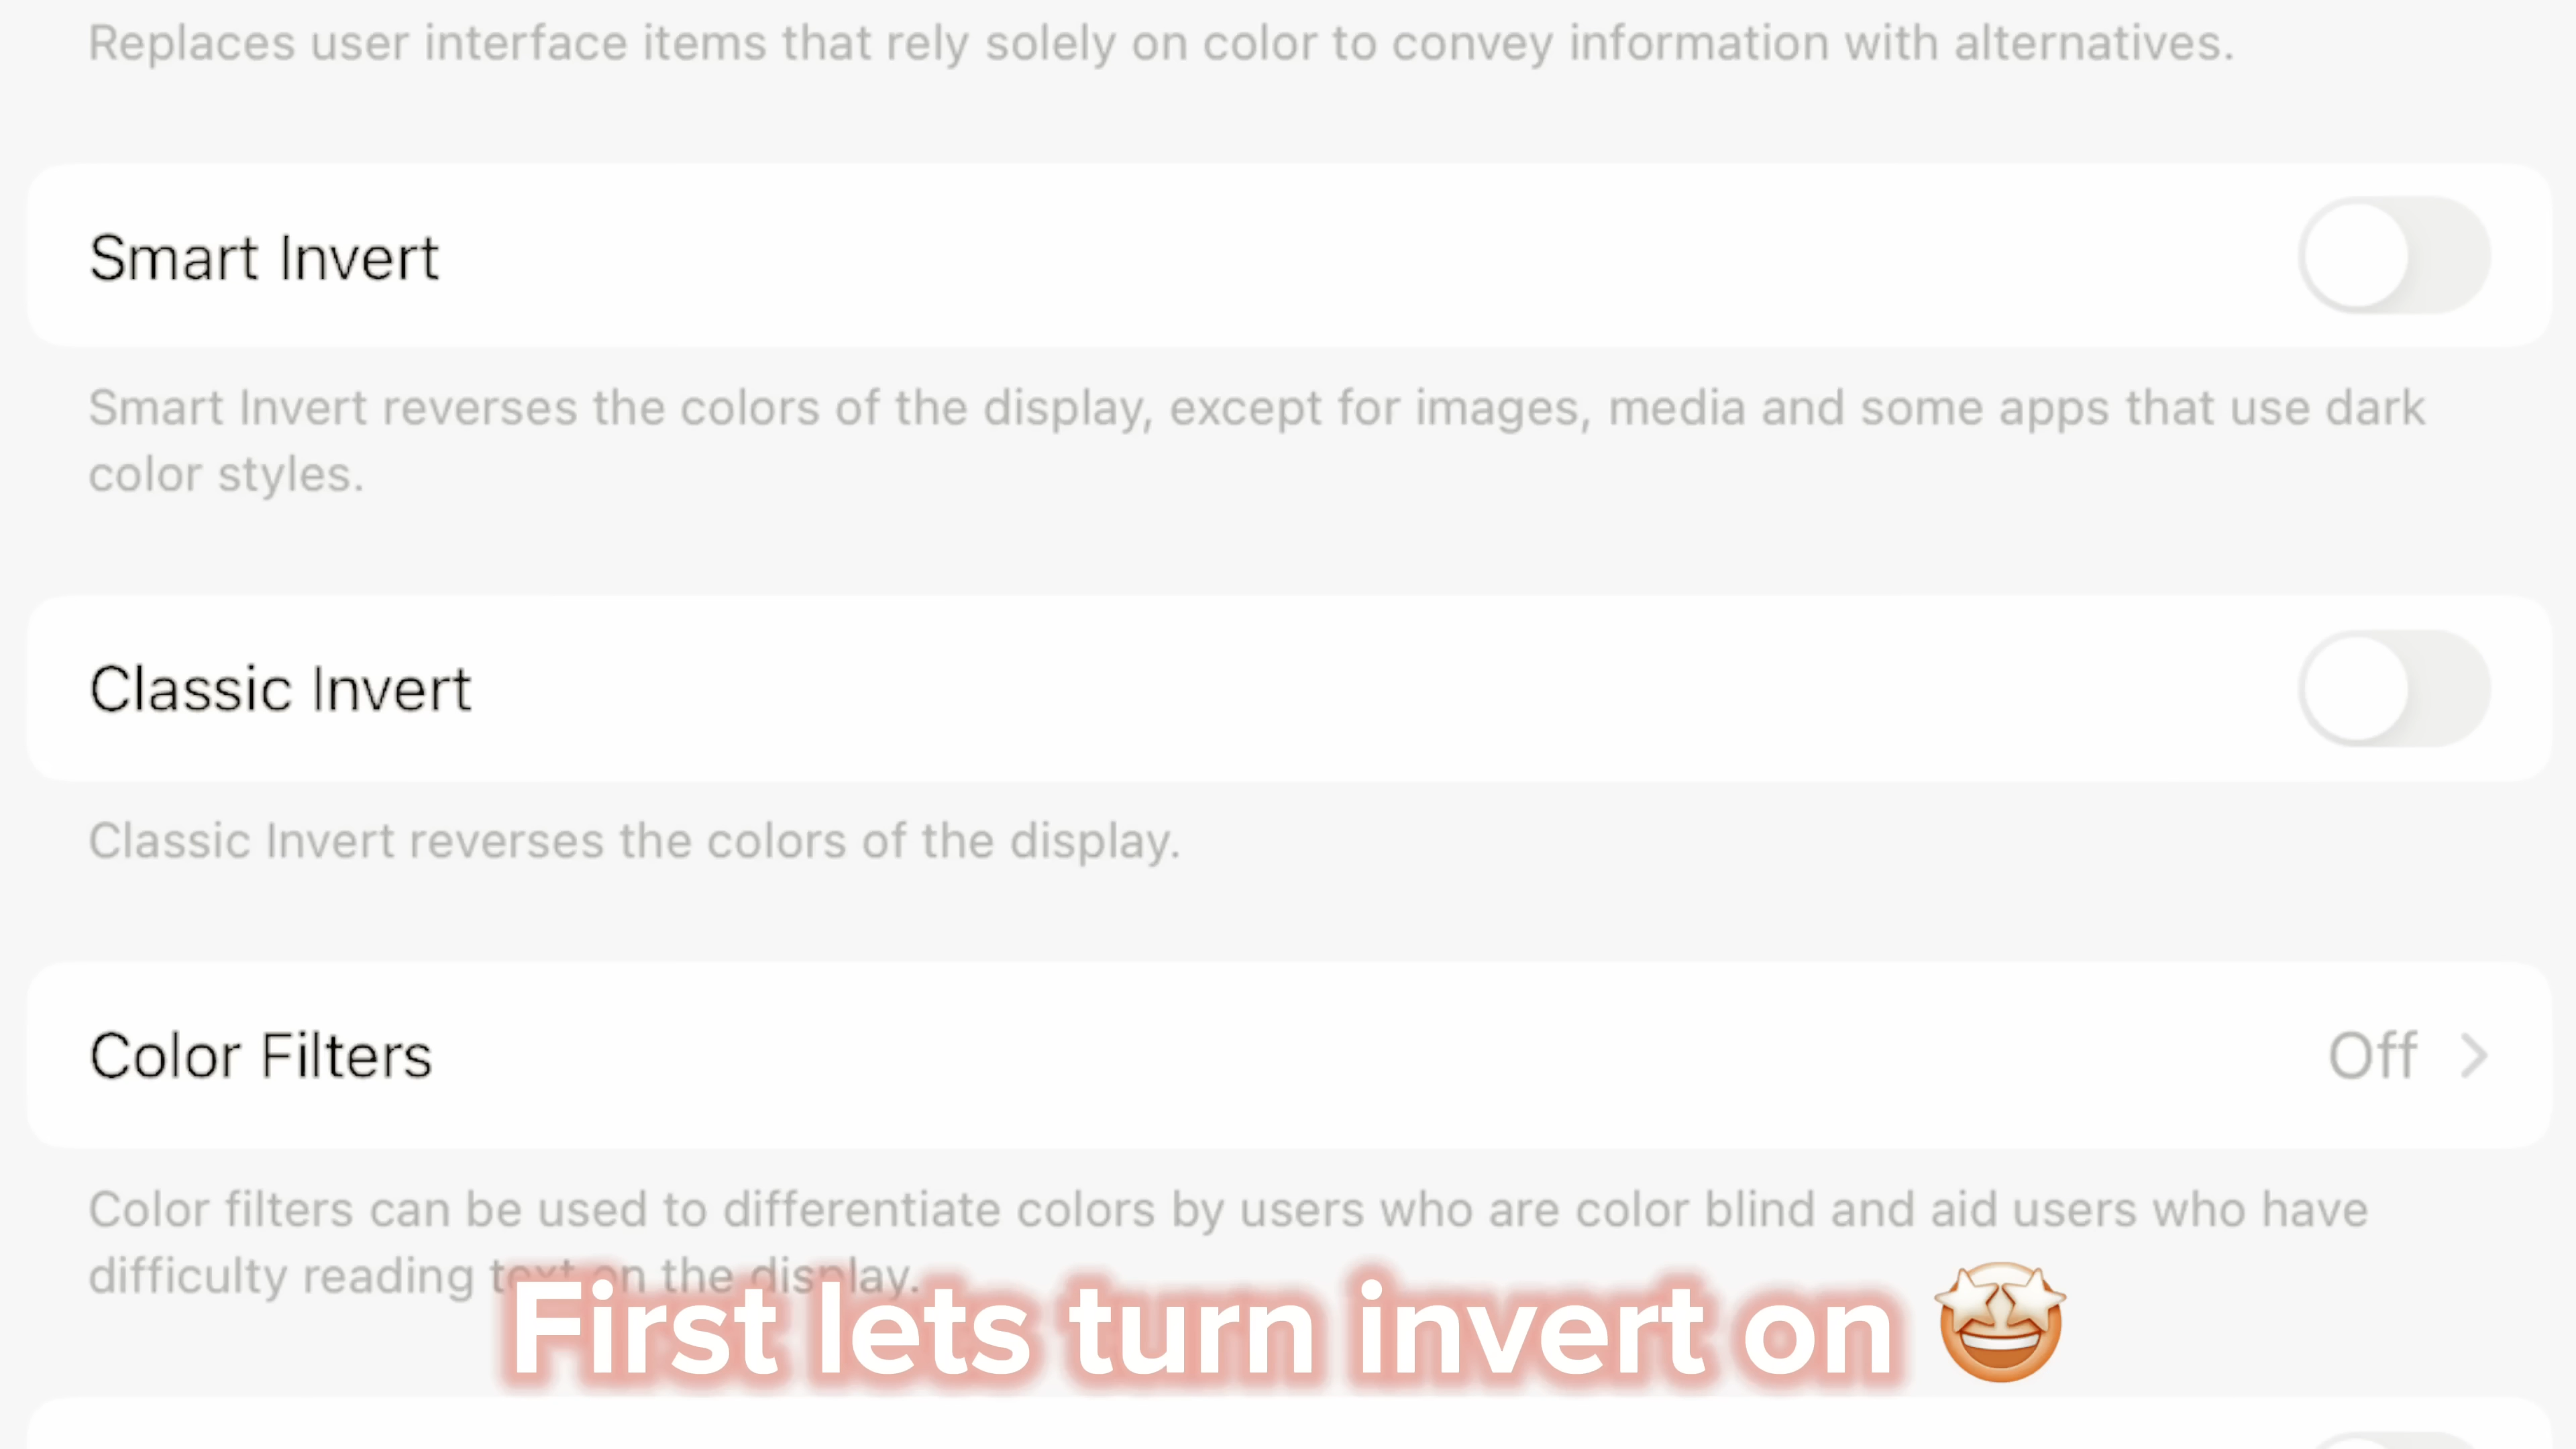 Replaces user interface items that rely solely on color to convey information with alternatives.
Smart Invert
Smart Invert reverses the colors of the display, except for images, media and some apps that use dark
color styles.
Classic Invert
Classic Invert reverses the colors of the display.
Color Filters
Off
Color filters can be used to differentiate colors by users who are color blind and aid users who have
difficulty reading text on the display.
First lets turn invert on 🤩